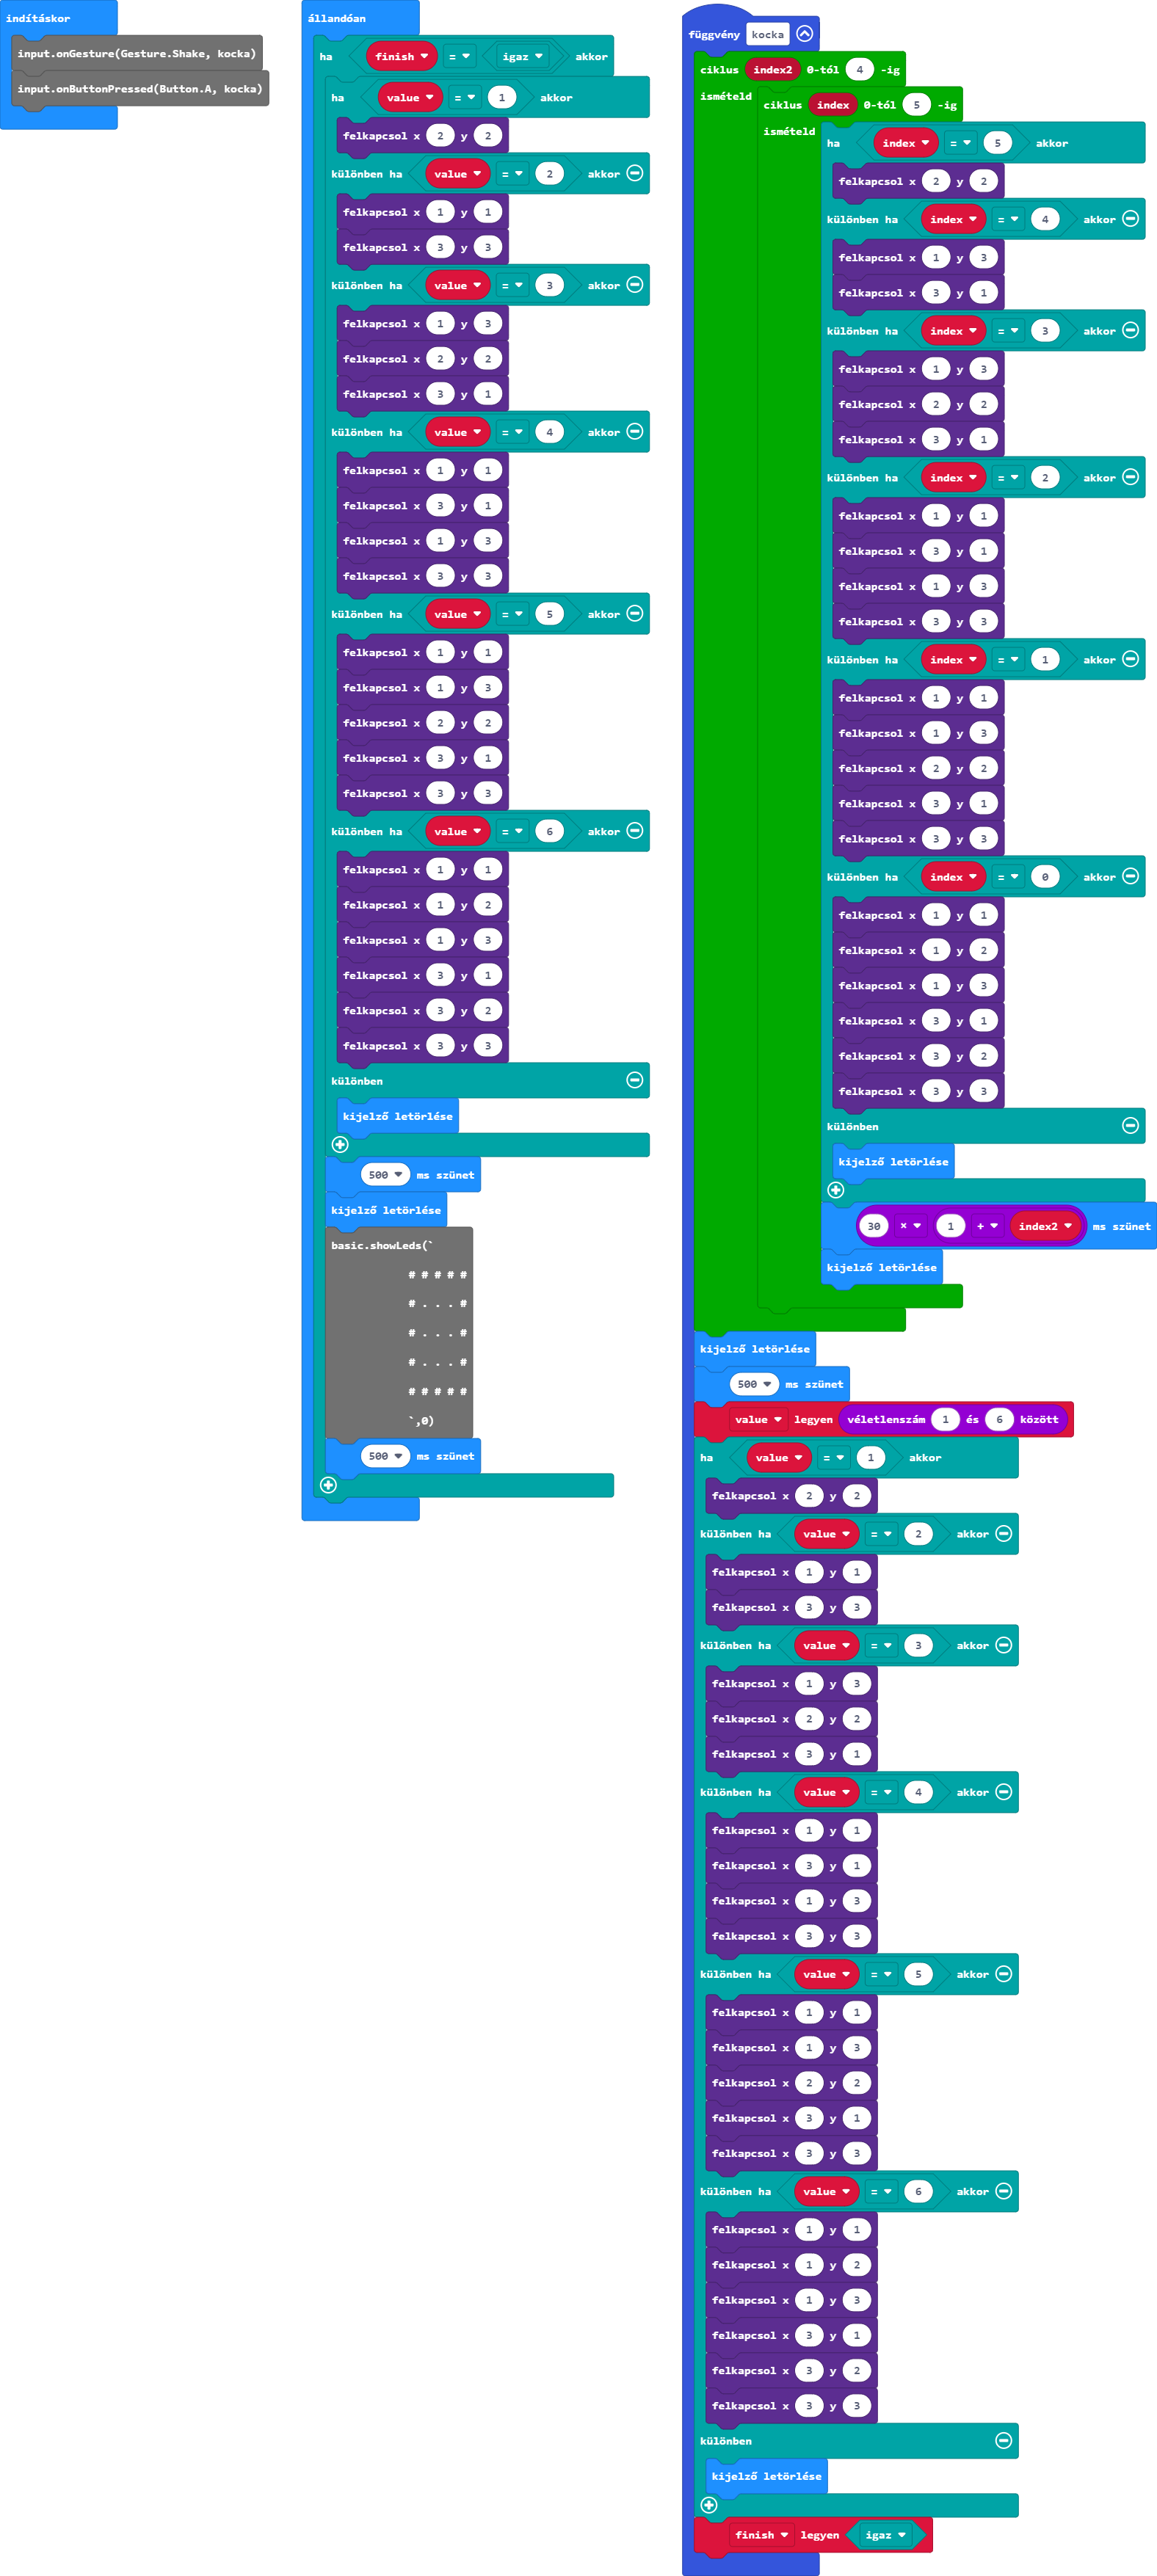 indításkor
input.onGesture(Gesture.Shake, kocka)
input.onButtonPressed(Button.A, kocka)
állandóan
ha finish = igaz akkor
ha value = 1 akkor
felkapcsol x 2 y 2
különben ha value = 2 akkor
felkapcsol x 1 y 1
felkapcsol x 3 y 3
különben ha value = 3 akkor
felkapcsol x 1 y 3
felkapcsol x 2 y 2
felkapcsol x 3 y 1
különben ha value = 4 akkor
felkapcsol x 1 y 1
felkapcsol x 3 y 1
felkapcsol x 1 y 3
felkapcsol x 3 y 3
különben ha value = 5 akkor
felkapcsol x 1 y 1
felkapcsol x 1 y 3
felkapcsol x 2 y 2
felkapcsol x 3 y 1
felkapcsol x 3 y 3
különben ha value = 6 akkor
felkapcsol x 1 y 1
felkapcsol x 1 y 2
felkapcsol x 1 y 3
felkapcsol x 3 y 1
felkapcsol x 3 y 2
felkapcsol x 3 y 3
különben
kijelző letörlése
500 ms szünet
kijelző letörlése
basic.showLeds(`
# # # # #
# . . . #
# . . . #
# . . . #
# # # # #
`,0)
500 ms szünet
függvény kocka
ciklus index2 0-tól 4 -ig
ismételd
ciklus index 0-tól 5 -ig
ismételd
ha index = 5 akkor
felkapcsol x 2 y 2
különben ha index = 4 akkor
felkapcsol x 1 y 3
felkapcsol x 3 y 1
különben ha index = 3 akkor
felkapcsol x 1 y 3
felkapcsol x 2 y 2
felkapcsol x 3 y 1
különben ha index = 2 akkor
felkapcsol x 1 y 1
felkapcsol x 3 y 1
felkapcsol x 1 y 3
felkapcsol x 3 y 3
különben ha index = 1 akkor
felkapcsol x 1 y 1
felkapcsol x 1 y 3
felkapcsol x 2 y 2
felkapcsol x 3 y 1
felkapcsol x 3 y 3
különben ha index = 0 akkor
felkapcsol x 1 y 1
felkapcsol x 1 y 2
felkapcsol x 1 y 3
felkapcsol x 3 y 1
felkapcsol x 3 y 2
felkapcsol x 3 y 3
különben
kijelző letörlése
30 × 1 + index2 ms szünet
kijelző letörlése
kijelző letörlése
500 ms szünet
value legyen véletlenszám 1 és 6 között
ha value = 1 akkor
felkapcsol x 2 y 2
különben ha value = 2 akkor
felkapcsol x 1 y 1
felkapcsol x 3 y 3
különben ha value = 3 akkor
felkapcsol x 1 y 3
felkapcsol x 2 y 2
felkapcsol x 3 y 1
különben ha value = 4 akkor
felkapcsol x 1 y 1
felkapcsol x 3 y 1
felkapcsol x 1 y 3
felkapcsol x 3 y 3
különben ha value = 5 akkor
felkapcsol x 1 y 1
felkapcsol x 1 y 3
felkapcsol x 2 y 2
felkapcsol x 3 y 1
felkapcsol x 3 y 3
különben ha value = 6 akkor
felkapcsol x 1 y 1
felkapcsol x 1 y 2
felkapcsol x 1 y 3
felkapcsol x 3 y 1
felkapcsol x 3 y 2
felkapcsol x 3 y 3
különben
kijelző letörlése
finish legyen igaz